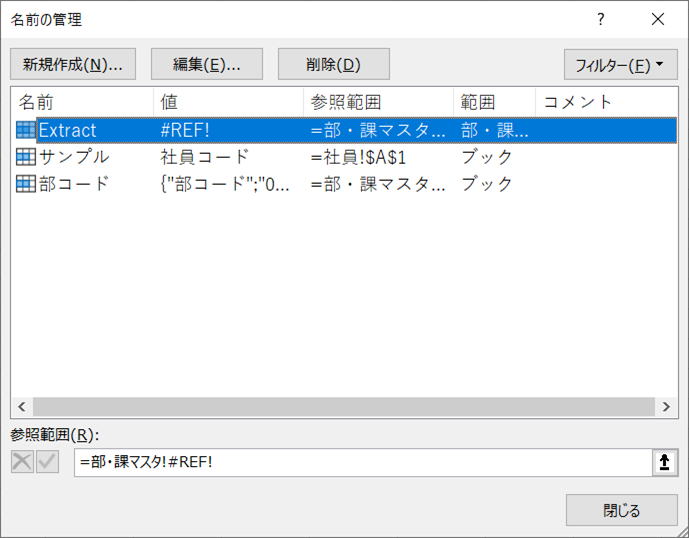 名前の管理 ?
新規作成(N)... 編集(E)... 削除(D) フィルター(F)
名前 値 参照範囲 範囲 コメント
Extract #REF! =部・課マスタ... 部・課...
サンプル 社員コード =社員!$A$1 ブック
部コード {"部コード";"0... =部・課マスタ... ブック
参照範囲(R):
=部・課マスタ!#REF!
閉じる